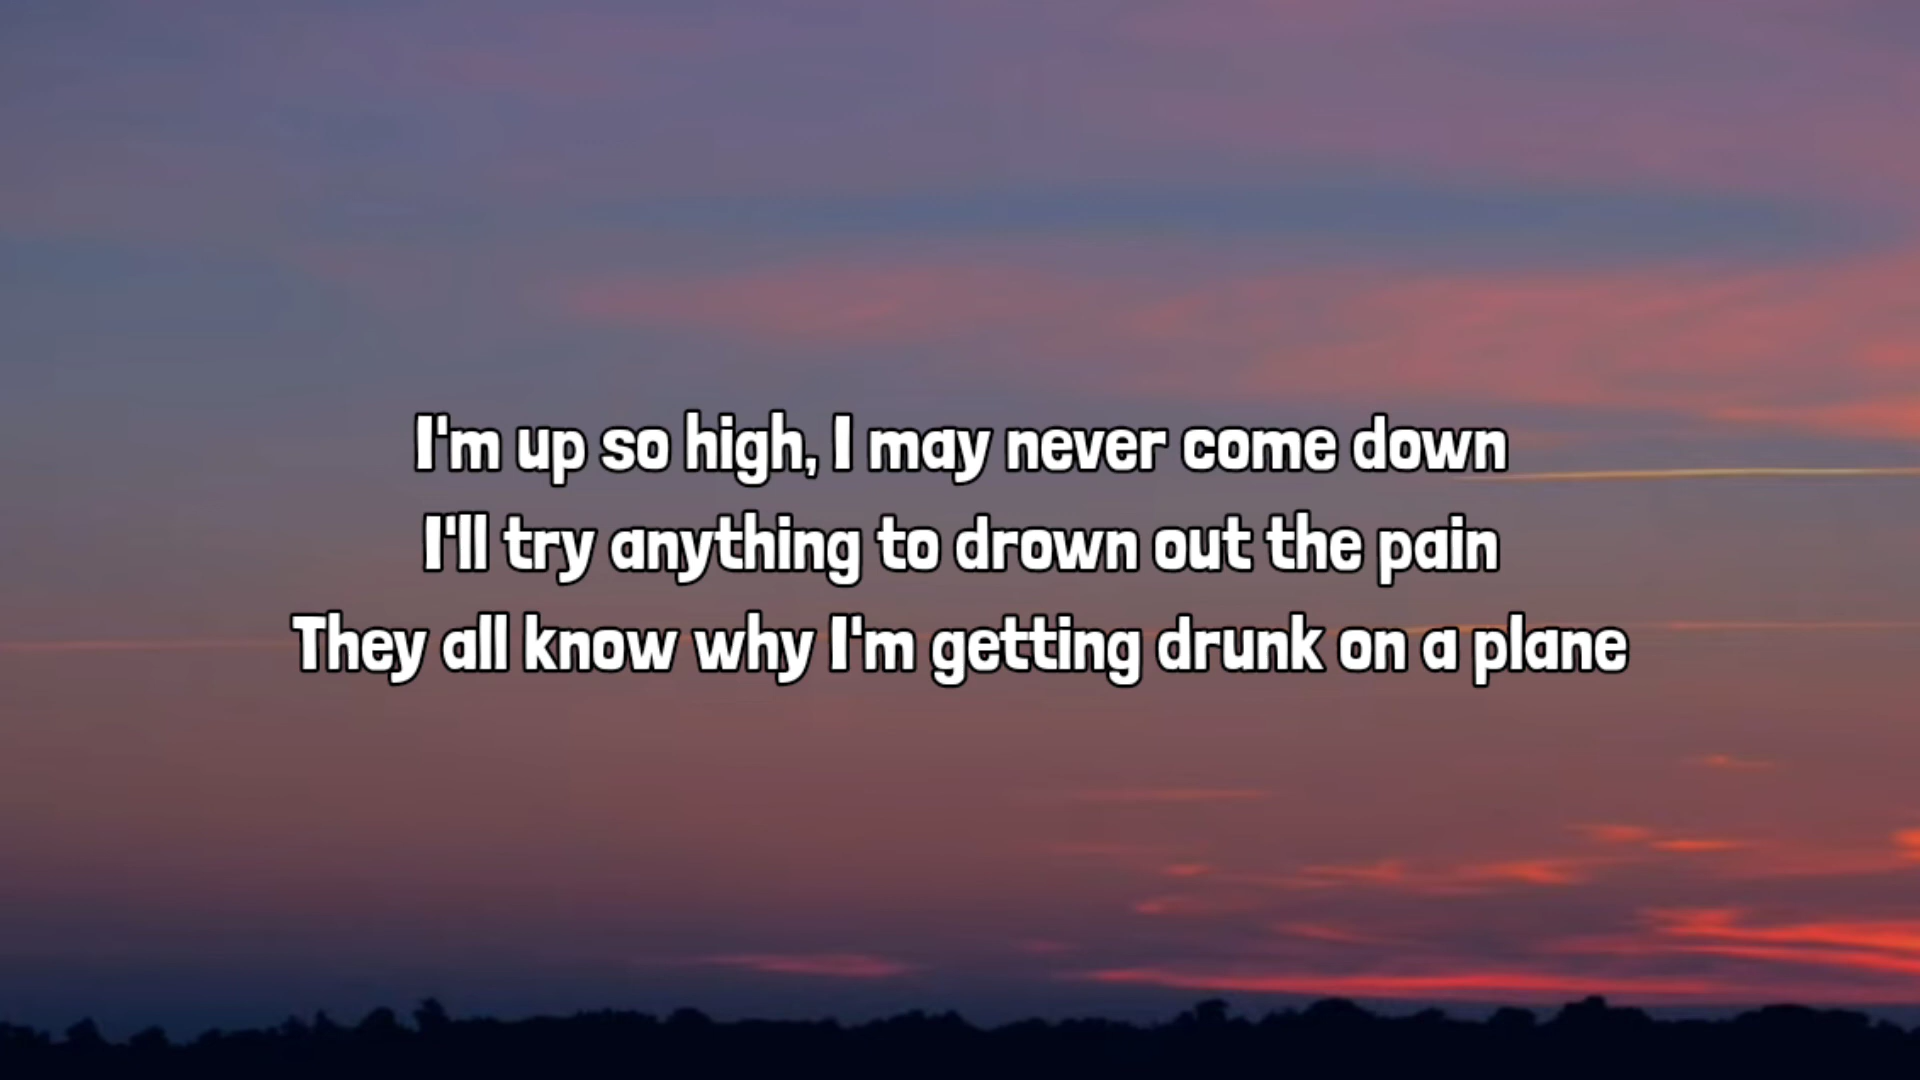 I'm up so high, I may never come down
I'll try anything to drown out the pain
They all know why I'm getting drunk on a plane